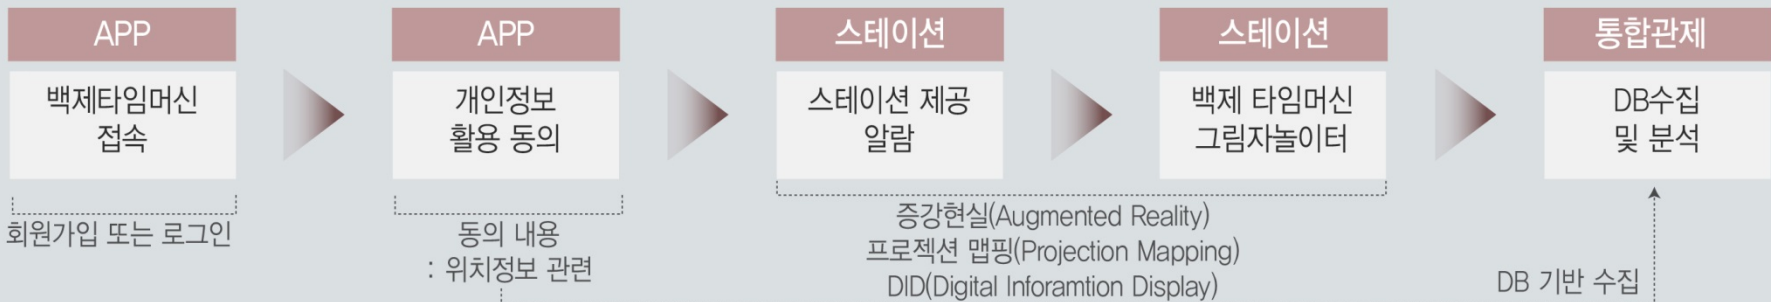 APP
백제타임머신
접속
회원가입 또는 로그인
APP
개인정보
활용 동의
동의 내용
: 위치정보 관련
스테이션
스테이션 제공
알람
스테이션
백제 타임머신
그림자놀이터
증강현실(Augmented Reality)
프로젝션 맵핑(Projection Mapping)
DID(Digital Inforamtion Display)
통합관제
DB수집
및 분석
DB 기반 수집